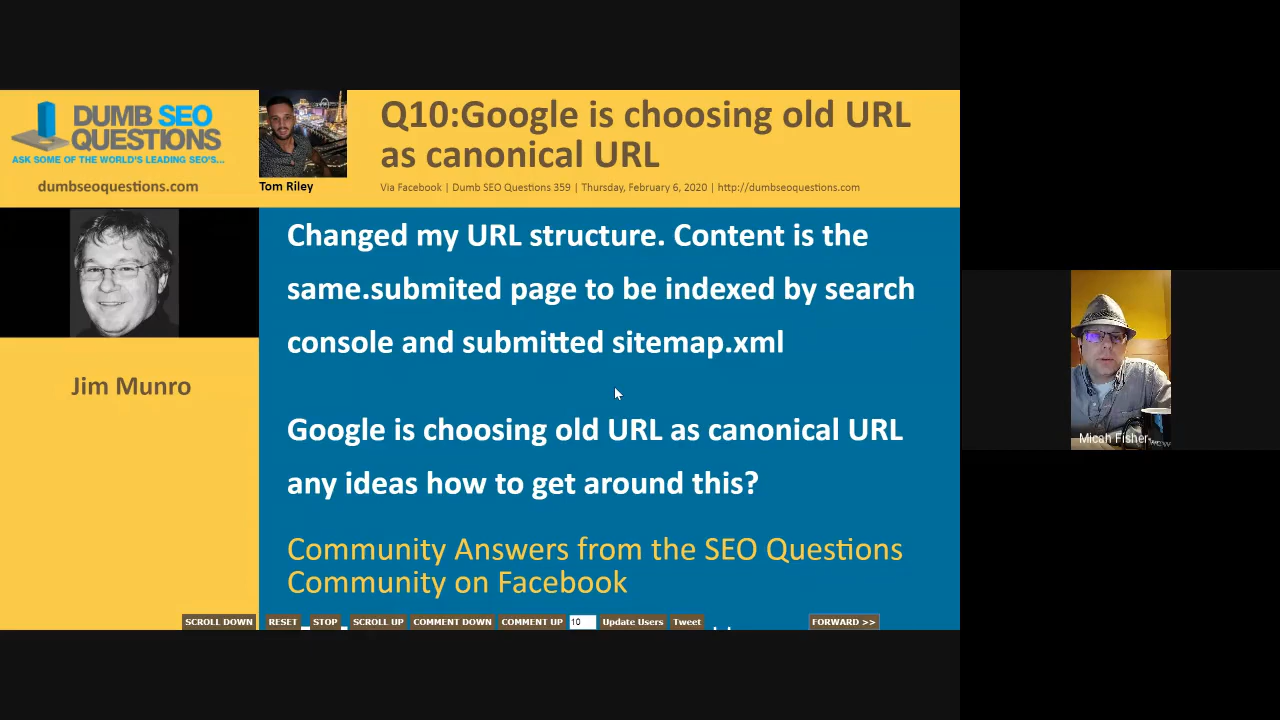 DUMB SEO
QUESTIONS
ASK SOME OF THE WORLD'S LEADING SEO'S...
dumbseoquestions.com
Tom Riley
Q10:Google is choosing old URL
as canonical URL
Via Facebook | Dumb SEO Questions 359 | Thursday, February 6, 2020 | http://dumbseoquestions.com
Jim Munro
Changed my URL structure. Content is the
same.submited page to be indexed by search
console and submitted sitemap.xml
Google is choosing old URL as canonical URL
any ideas how to get around this?
Community Answers from the SEO Questions
Community on Facebook
SCROLL DOWN RESET STOP SCROLL UP COMMENT DOWN COMMENT UP 10 Update Users Tweet FORWARD >>
Micah Fisher-